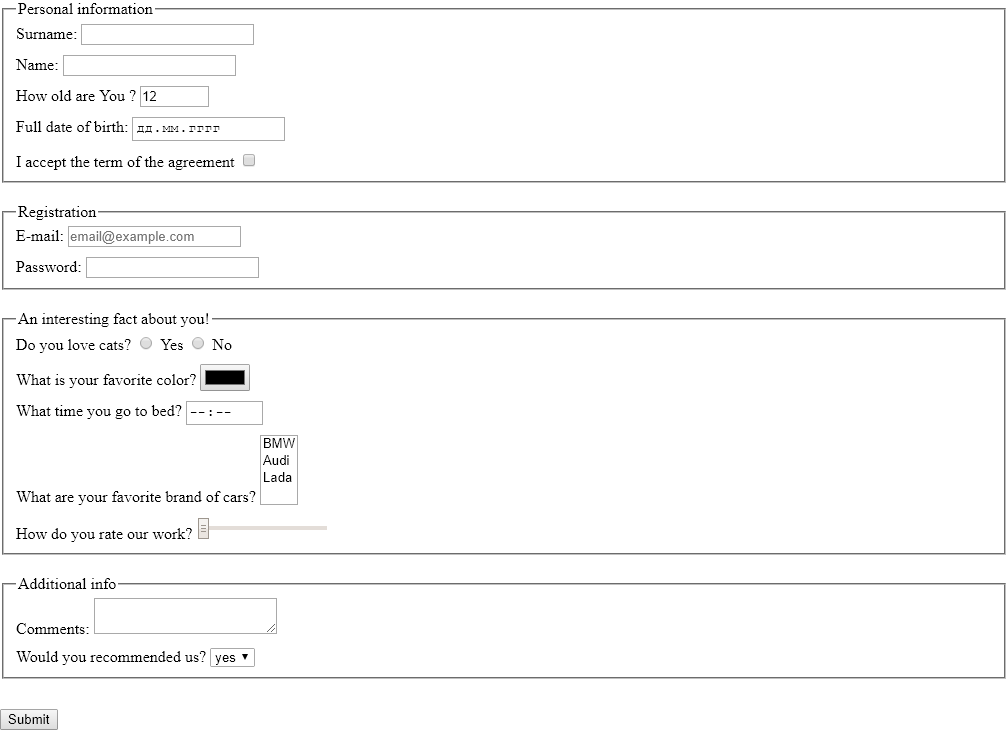 Personal information
Surname:
Name:
How old are You ? 12
Full date of birth: дд.мм.гггг
I accept the term of the agreement
Registration
E-mail: email@example.com
Password:
An interesting fact about you!
Do you love cats? Yes No
What is your favorite color?
What time you go to bed? --:--
BMW
Audi
Lada
What are your favorite brand of cars?
How do you rate our work?
Additional info
Comments:
Would you recommended us? yes
Submit